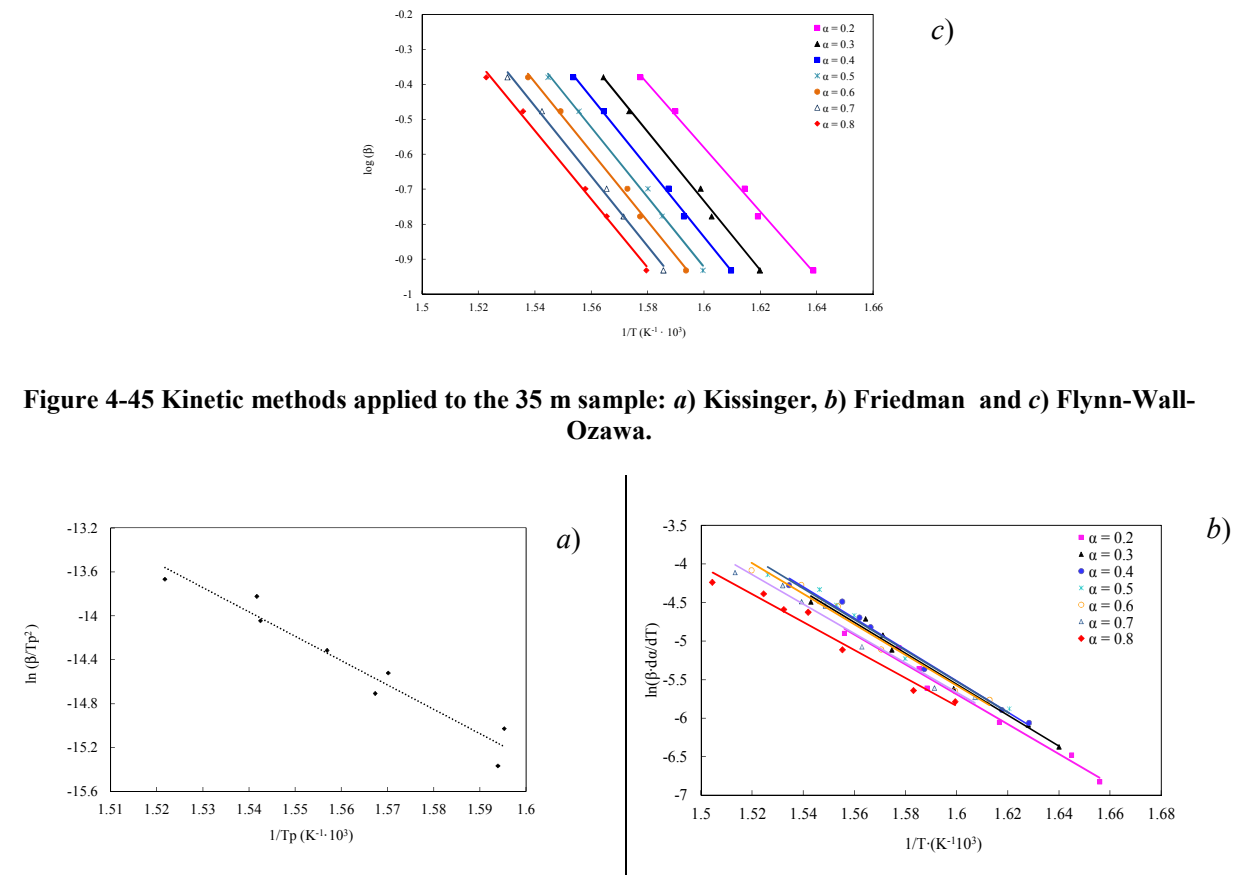 c)
-0.2
-0.3
-0.4
-0.5
-0.6
-0.7
-0.8
-0.9
-1
log (β)
α = 0.2
α = 0.3
α = 0.4
α = 0.5
α = 0.6
α = 0.7
α = 0.8
1.5 1.52 1.54 1.56 1.58 1.6 1.62 1.64 1.66
1/T (K⁻¹ · 10³)
Figure 4-45 Kinetic methods applied to the 35 m sample: a) Kissinger, b) Friedman and c) Flynn-Wall-
Ozawa.
a)
-13.2
-13.6
-14
-14.4
-14.8
-15.2
-15.6
ln (β/Tp²)
1.51 1.52 1.53 1.54 1.55 1.56 1.57 1.58 1.59 1.6
1/Tp (K⁻¹·10³)
b)
-3.5
-4
-4.5
-5
-5.5
-6
-6.5
-7
ln(β·dα/dT)
α = 0.2
α = 0.3
α = 0.4
α = 0.5
α = 0.6
α = 0.7
α = 0.8
1.5 1.52 1.54 1.56 1.58 1.6 1.62 1.64 1.66 1.68
1/T·(K⁻¹10³)